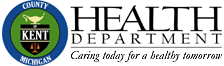 COUNTY
KENT
MICHIGAN
HEALTH
DEPARTMENT
Caring today for a healthy tomorrow